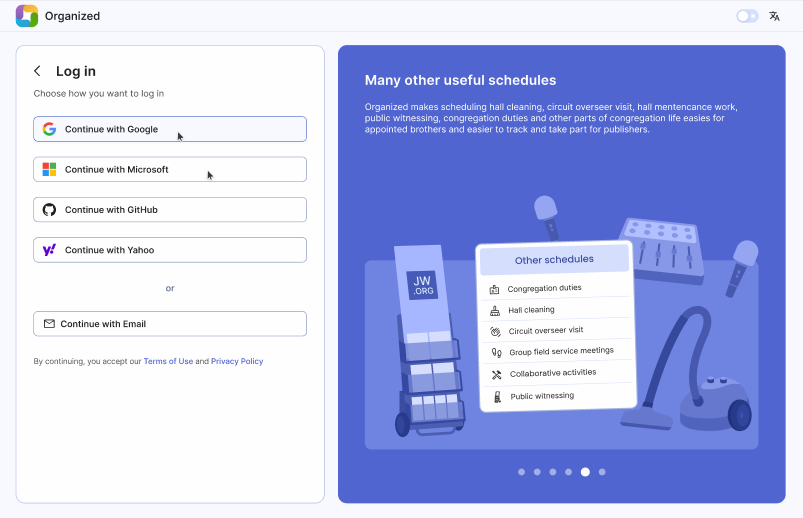 Organized
Log in
Choose how you want to log in
Continue with Google
Continue with Microsoft
Continue with GitHub
Continue with Yahoo
or
Continue with Email
By continuing, you accept our Terms of Use and Privacy Policy
Many other useful schedules
Organized makes scheduling hall cleaning, circuit overseer visit, hall mentencance work,
public witnessing, congregation duties and other parts of congregation life easies for
appointed brothers and easier to track and take part for publishers.
JW
.ORG
Other schedules
Congregation duties
Hall cleaning
Circuit overseer visit
Group field service meetings
Collaborative activities
Public witnessing